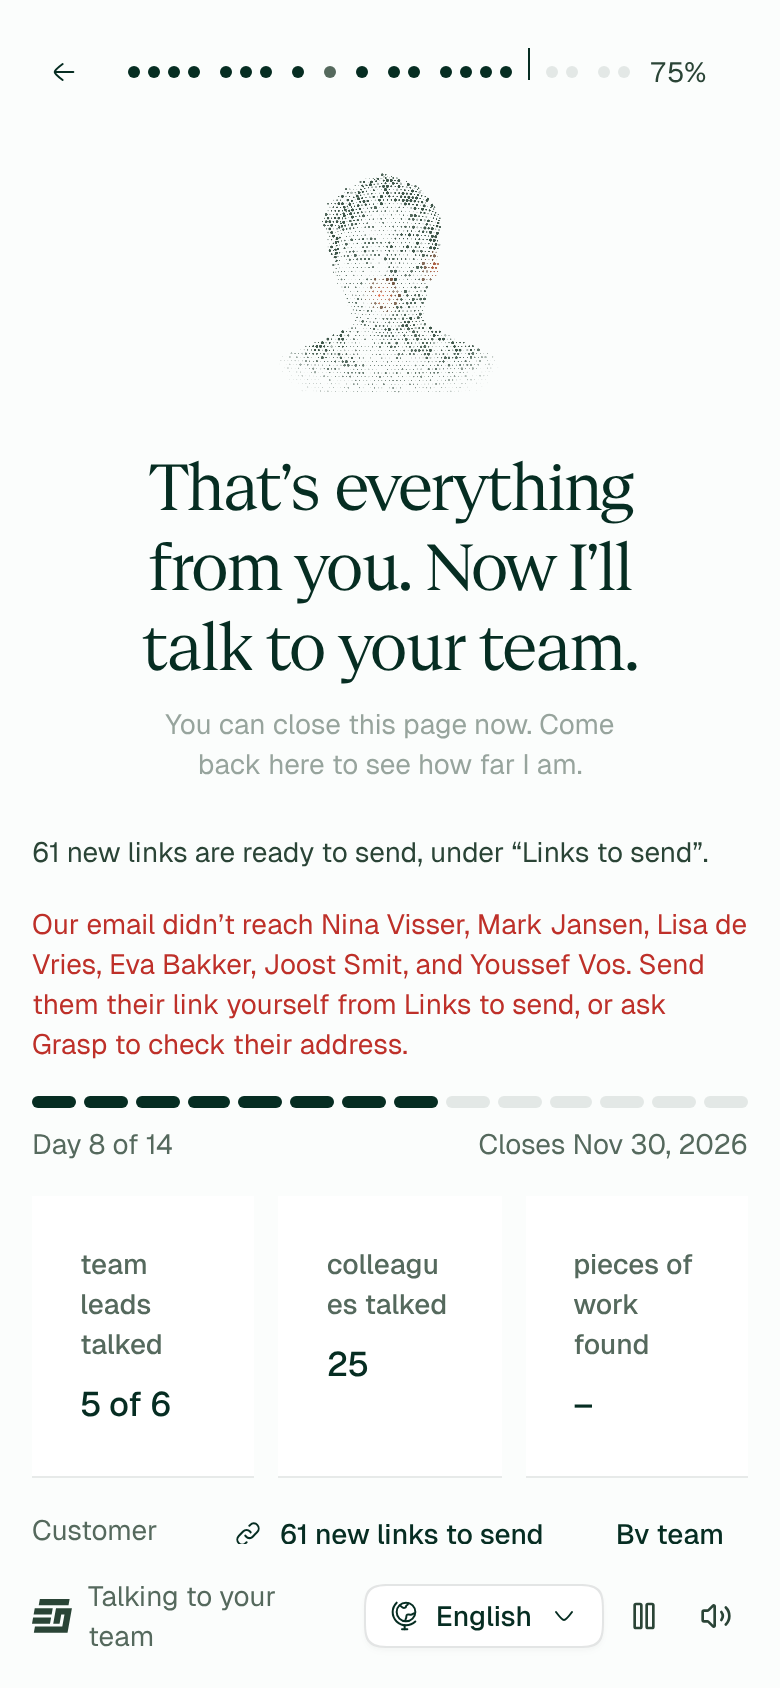 75%
That’s everything
from you. Now I’ll
talk to your team.
You can close this page now. Come
back here to see how far I am.
61 new links are ready to send, under “Links to send”.
Our email didn’t reach Nina Visser, Mark Jansen, Lisa de
Vries, Eva Bakker, Joost Smit, and Youssef Vos. Send
them their link yourself from Links to send, or ask
Grasp to check their address.
Day 8 of 14
Closes Nov 30, 2026
team
leads
talked
5 of 6
colleagu
es talked
25
pieces of
work
found
–
Customer
61 new links to send
By team
Talking to your
team
English